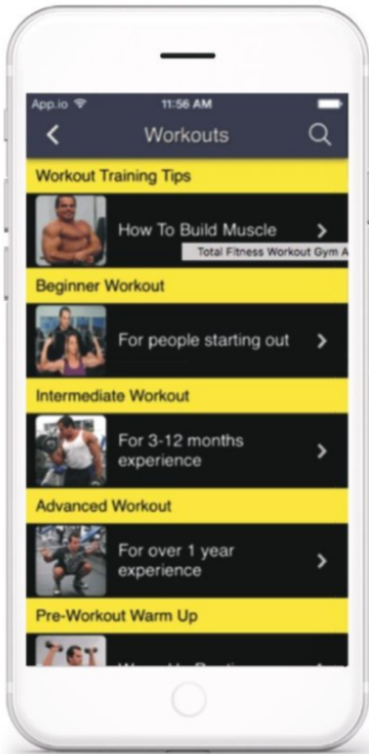 App.io 11:56 AM
Workouts
Workout Training Tips
How To Build Muscle
Total Fitness Workout Gym A
Beginner Workout
For people starting out
Intermediate Workout
For 3-12 months
experience
Advanced Workout
For over 1 year
experience
Pre-Workout Warm Up